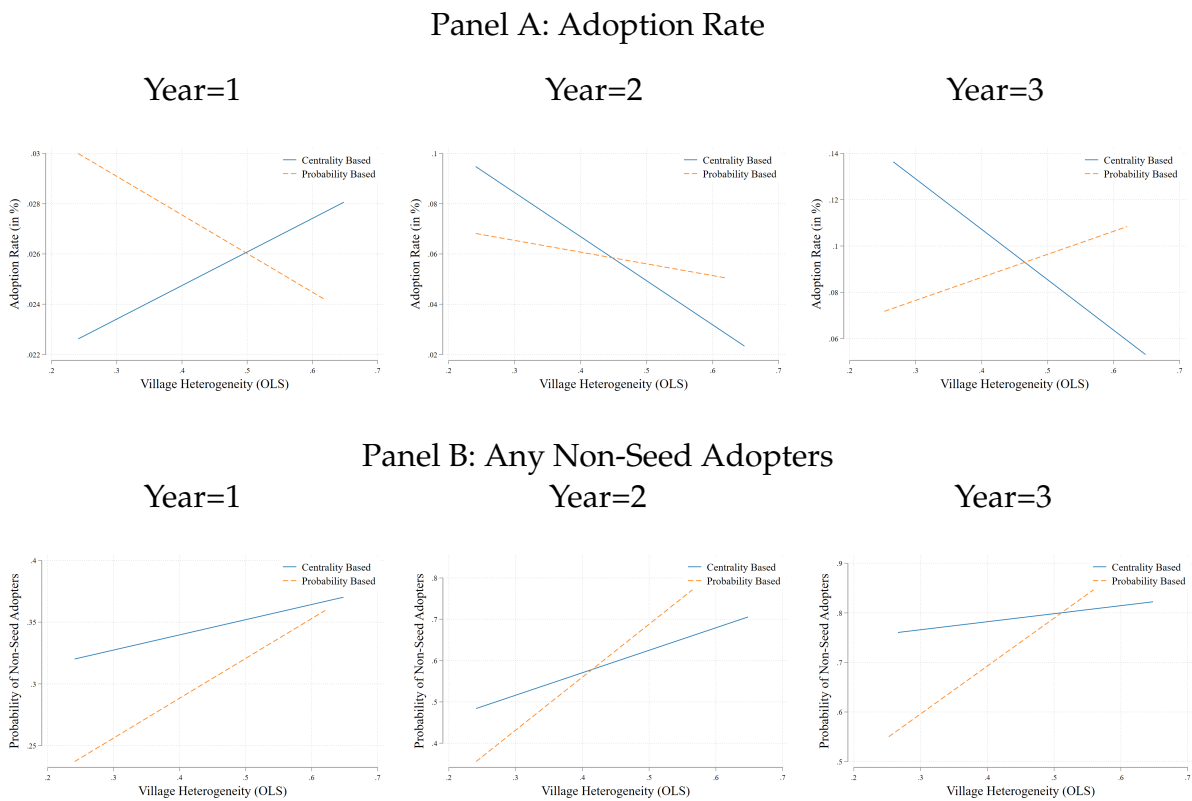 Panel A: Adoption Rate
Year=1
Year=2
Year=3
Adoption Rate (in %)
.03
.028
.026
.024
.022
.2
.3
.4
.5
.6
.7
Village Heterogeneity (OLS)
Centrality Based
Probability Based
Adoption Rate (in %)
.1
.08
.06
.04
.02
.2
.3
.4
.5
.6
.7
Village Heterogeneity (OLS)
Centrality Based
Probability Based
Adoption Rate (in %)
.14
.12
.1
.08
.06
.2
.3
.4
.5
.6
.7
Village Heterogeneity (OLS)
Centrality Based
Probability Based
Panel B: Any Non-Seed Adopters
Year=1
Year=2
Year=3
Probability of Non-Seed Adopters
.4
.35
.3
.25
.2
.3
.4
.5
.6
.7
Village Heterogeneity (OLS)
Centrality Based
Probability Based
Probability of Non-Seed Adopters
.8
.7
.6
.5
.4
.2
.3
.4
.5
.6
.7
Village Heterogeneity (OLS)
Centrality Based
Probability Based
Probability of Non-Seed Adopters
.9
.8
.7
.6
.5
.2
.3
.4
.5
.6
.7
Village Heterogeneity (OLS)
Centrality Based
Probability Based